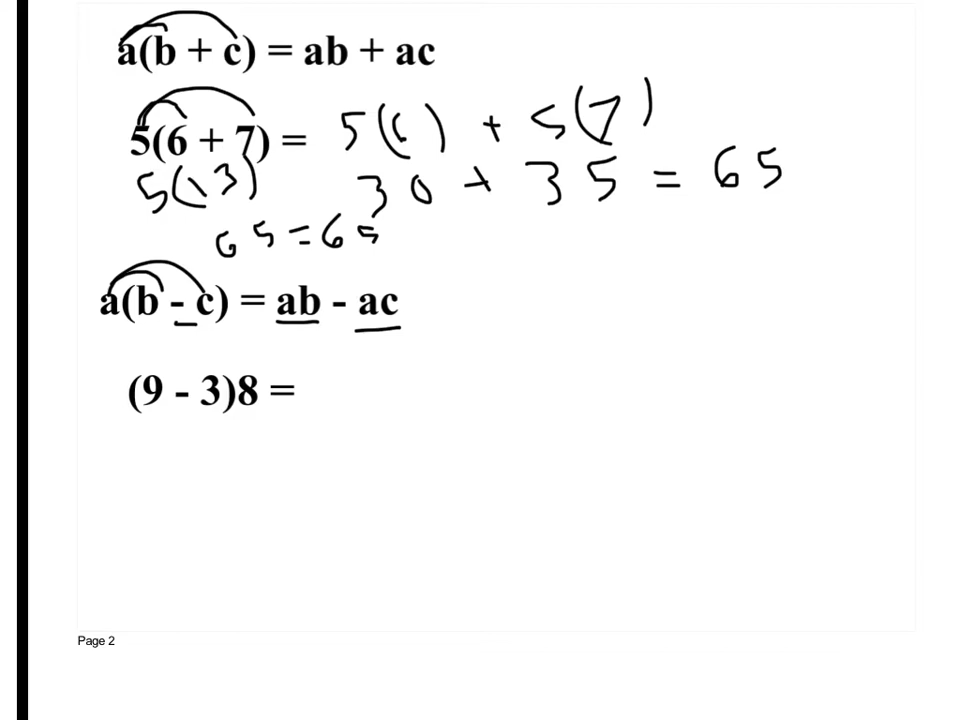 a(b + c) = ab + ac
5(6 + 7) = 5(6) + 5(7)
5(13) 30 + 35 = 65
65 = 65
a(b - c) = ab - ac
(9 - 3)8 =
Page 2